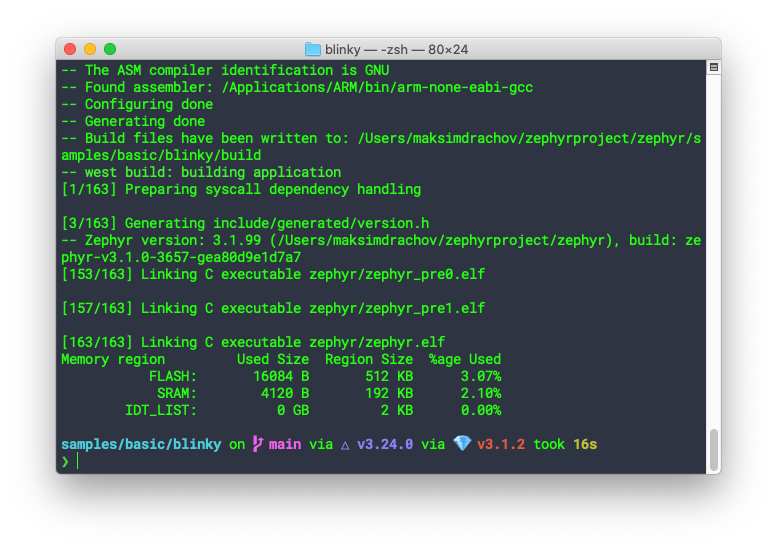 blinky — -zsh — 80×24
-- The ASM compiler identification is GNU
-- Found assembler: /Applications/ARM/bin/arm-none-eabi-gcc
-- Configuring done
-- Generating done
-- Build files have been written to: /Users/maksimdrachov/zephyrproject/zephyr/s
amples/basic/blinky/build
-- west build: building application
[1/163] Preparing syscall dependency handling
[3/163] Generating include/generated/version.h
-- Zephyr version: 3.1.99 (/Users/maksimdrachov/zephyrproject/zephyr), build: ze
phyr-v3.1.0-3657-gea80d9e1d7a7
[153/163] Linking C executable zephyr/zephyr_pre0.elf
[157/163] Linking C executable zephyr/zephyr_pre1.elf
[163/163] Linking C executable zephyr/zephyr.elf
Memory region         Used Size  Region Size  %age Used
           FLASH:       16084 B       512 KB      3.07%
            SRAM:        4120 B       192 KB      2.10%
        IDT_LIST:          0 GB         2 KB      0.00%
samples/basic/blinky on main via △ v3.24.0 via 💎 v3.1.2 took 16s
❯